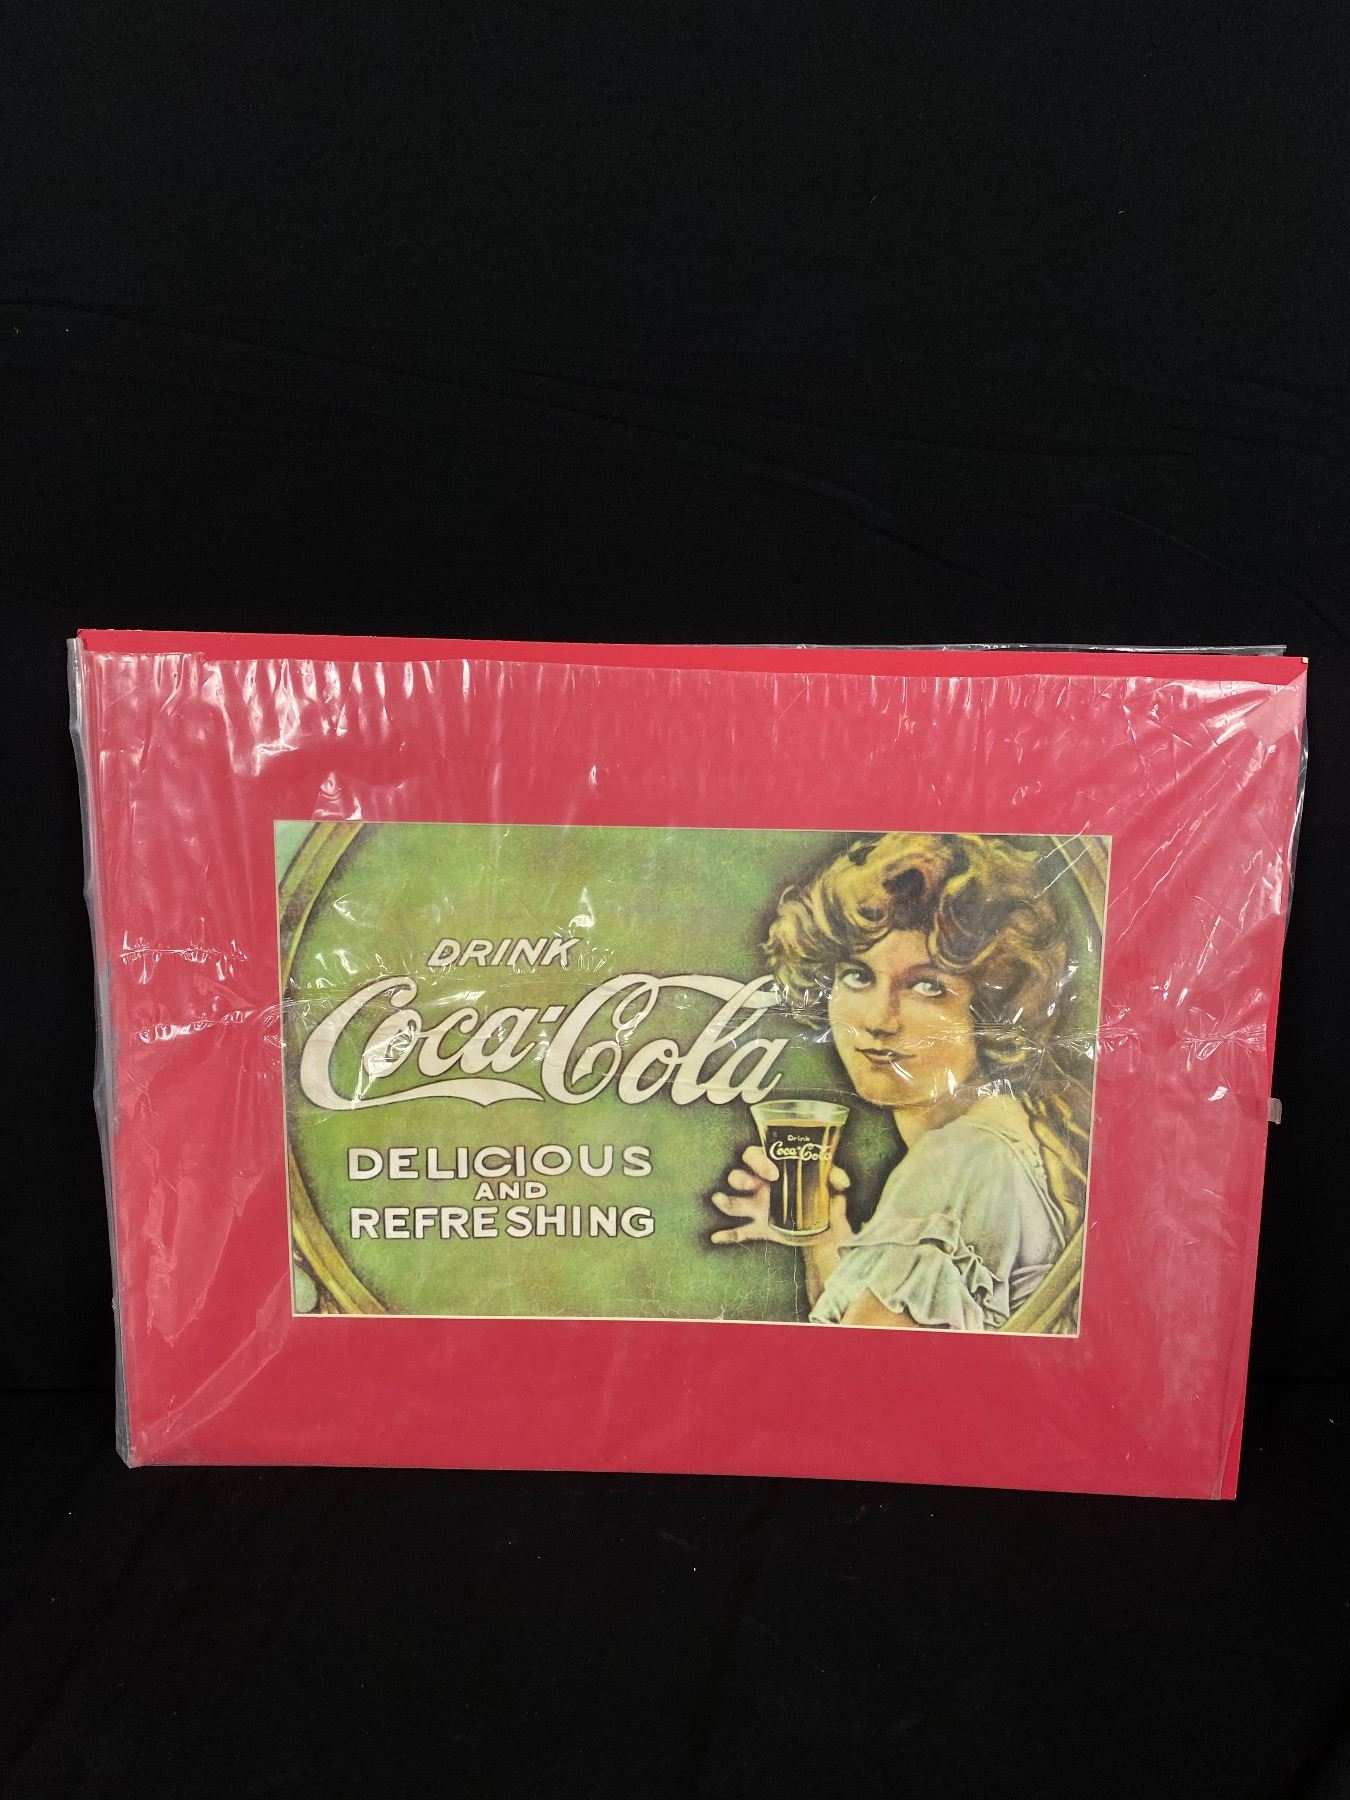 DRINK
Coca-Cola
DELICIOUS
AND
REFRESHING
Drink
Coca-Cola